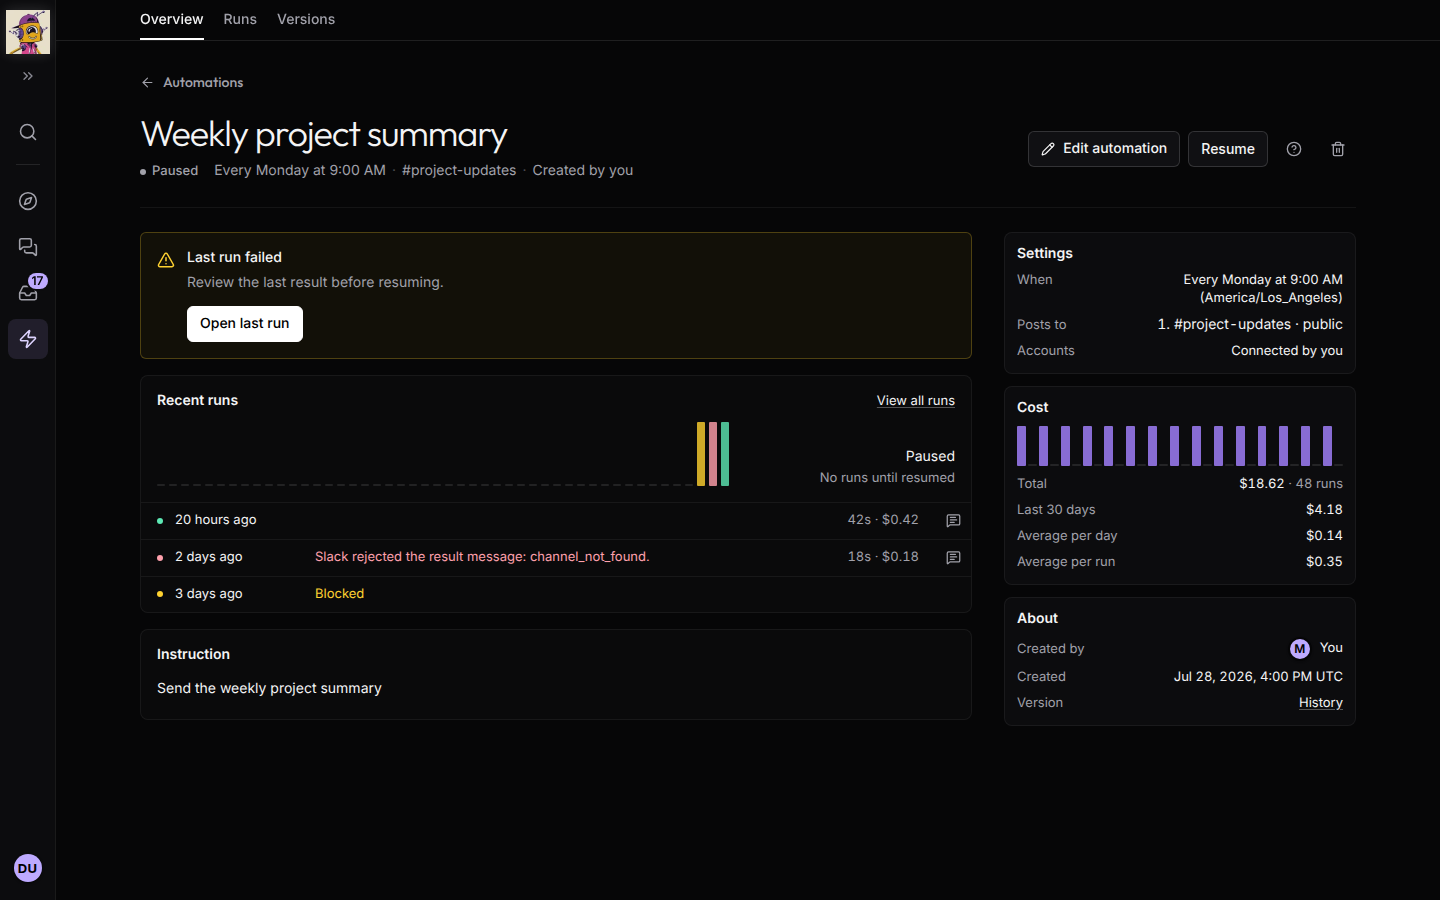 Overview Runs Versions
Automations
Weekly project summary
Paused Every Monday at 9:00 AM · #project-updates · Created by you
Edit automation
Resume
17
Last run failed
Review the last result before resuming.
Open last run
Recent runs
View all runs
Paused
No runs until resumed
20 hours ago 42s · $0.42
2 days ago Slack rejected the result message: channel_not_found. 18s · $0.18
3 days ago Blocked
Instruction
Send the weekly project summary
Settings
When Every Monday at 9:00 AM
(America/Los_Angeles)
Posts to 1. #project-updates · public
Accounts Connected by you
Cost
Total $18.62 · 48 runs
Last 30 days $4.18
Average per day $0.14
Average per run $0.35
About
Created by M You
Created Jul 28, 2026, 4:00 PM UTC
Version History
DU